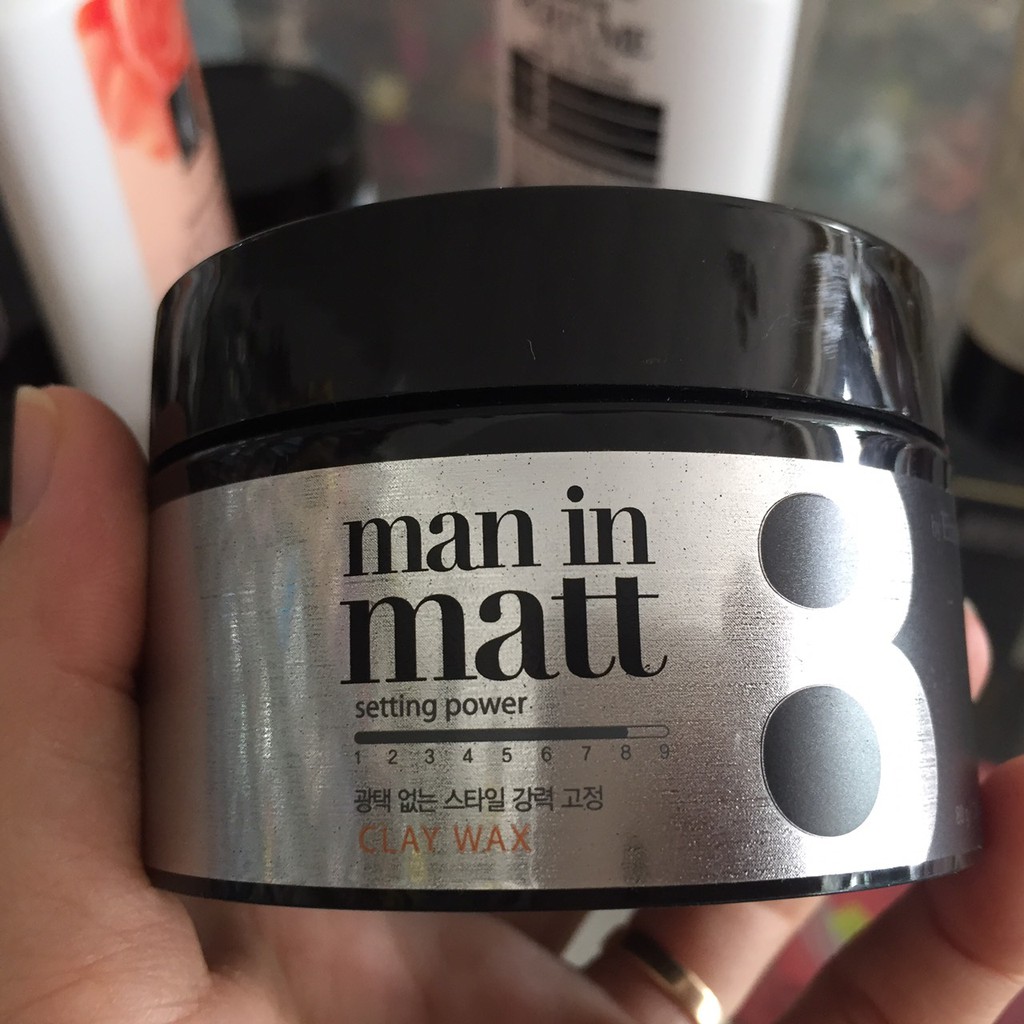 man in
matt
setting power
1 2 3 4 5 6 7 8 9
광택 없는 스타일 강력 고정
CLAY WAX
8